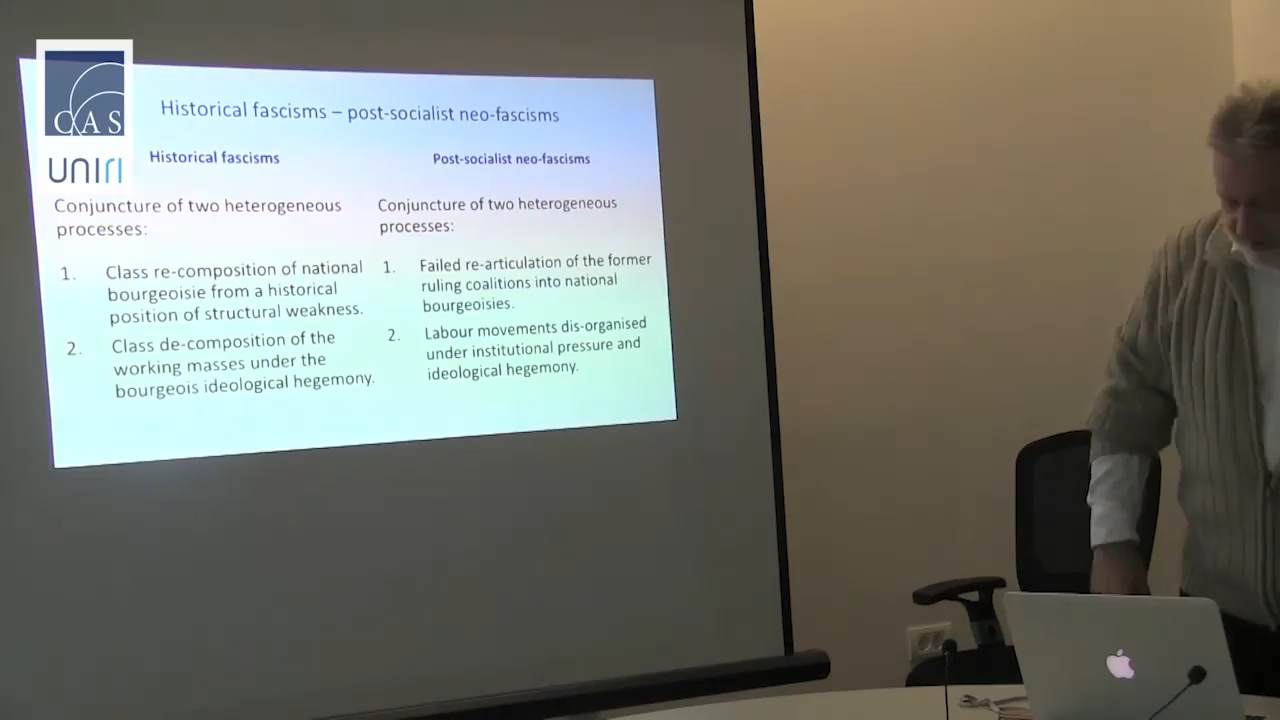 CAS
UNIRI
Historical fascisms – post-socialist neo-fascisms
Historical fascisms
Conjuncture of two heterogeneous
processes:
1. Class re-composition of national
bourgeoisie from a historical
position of structural weakness.
2. Class de-composition of the
working masses under the
bourgeois ideological hegemony.
Post-socialist neo-fascisms
Conjuncture of two heterogeneous
processes:
1. Failed re-articulation of the former
ruling coalitions into national
bourgeoisies.
2. Labour movements dis-organised
under institutional pressure and
ideological hegemony.